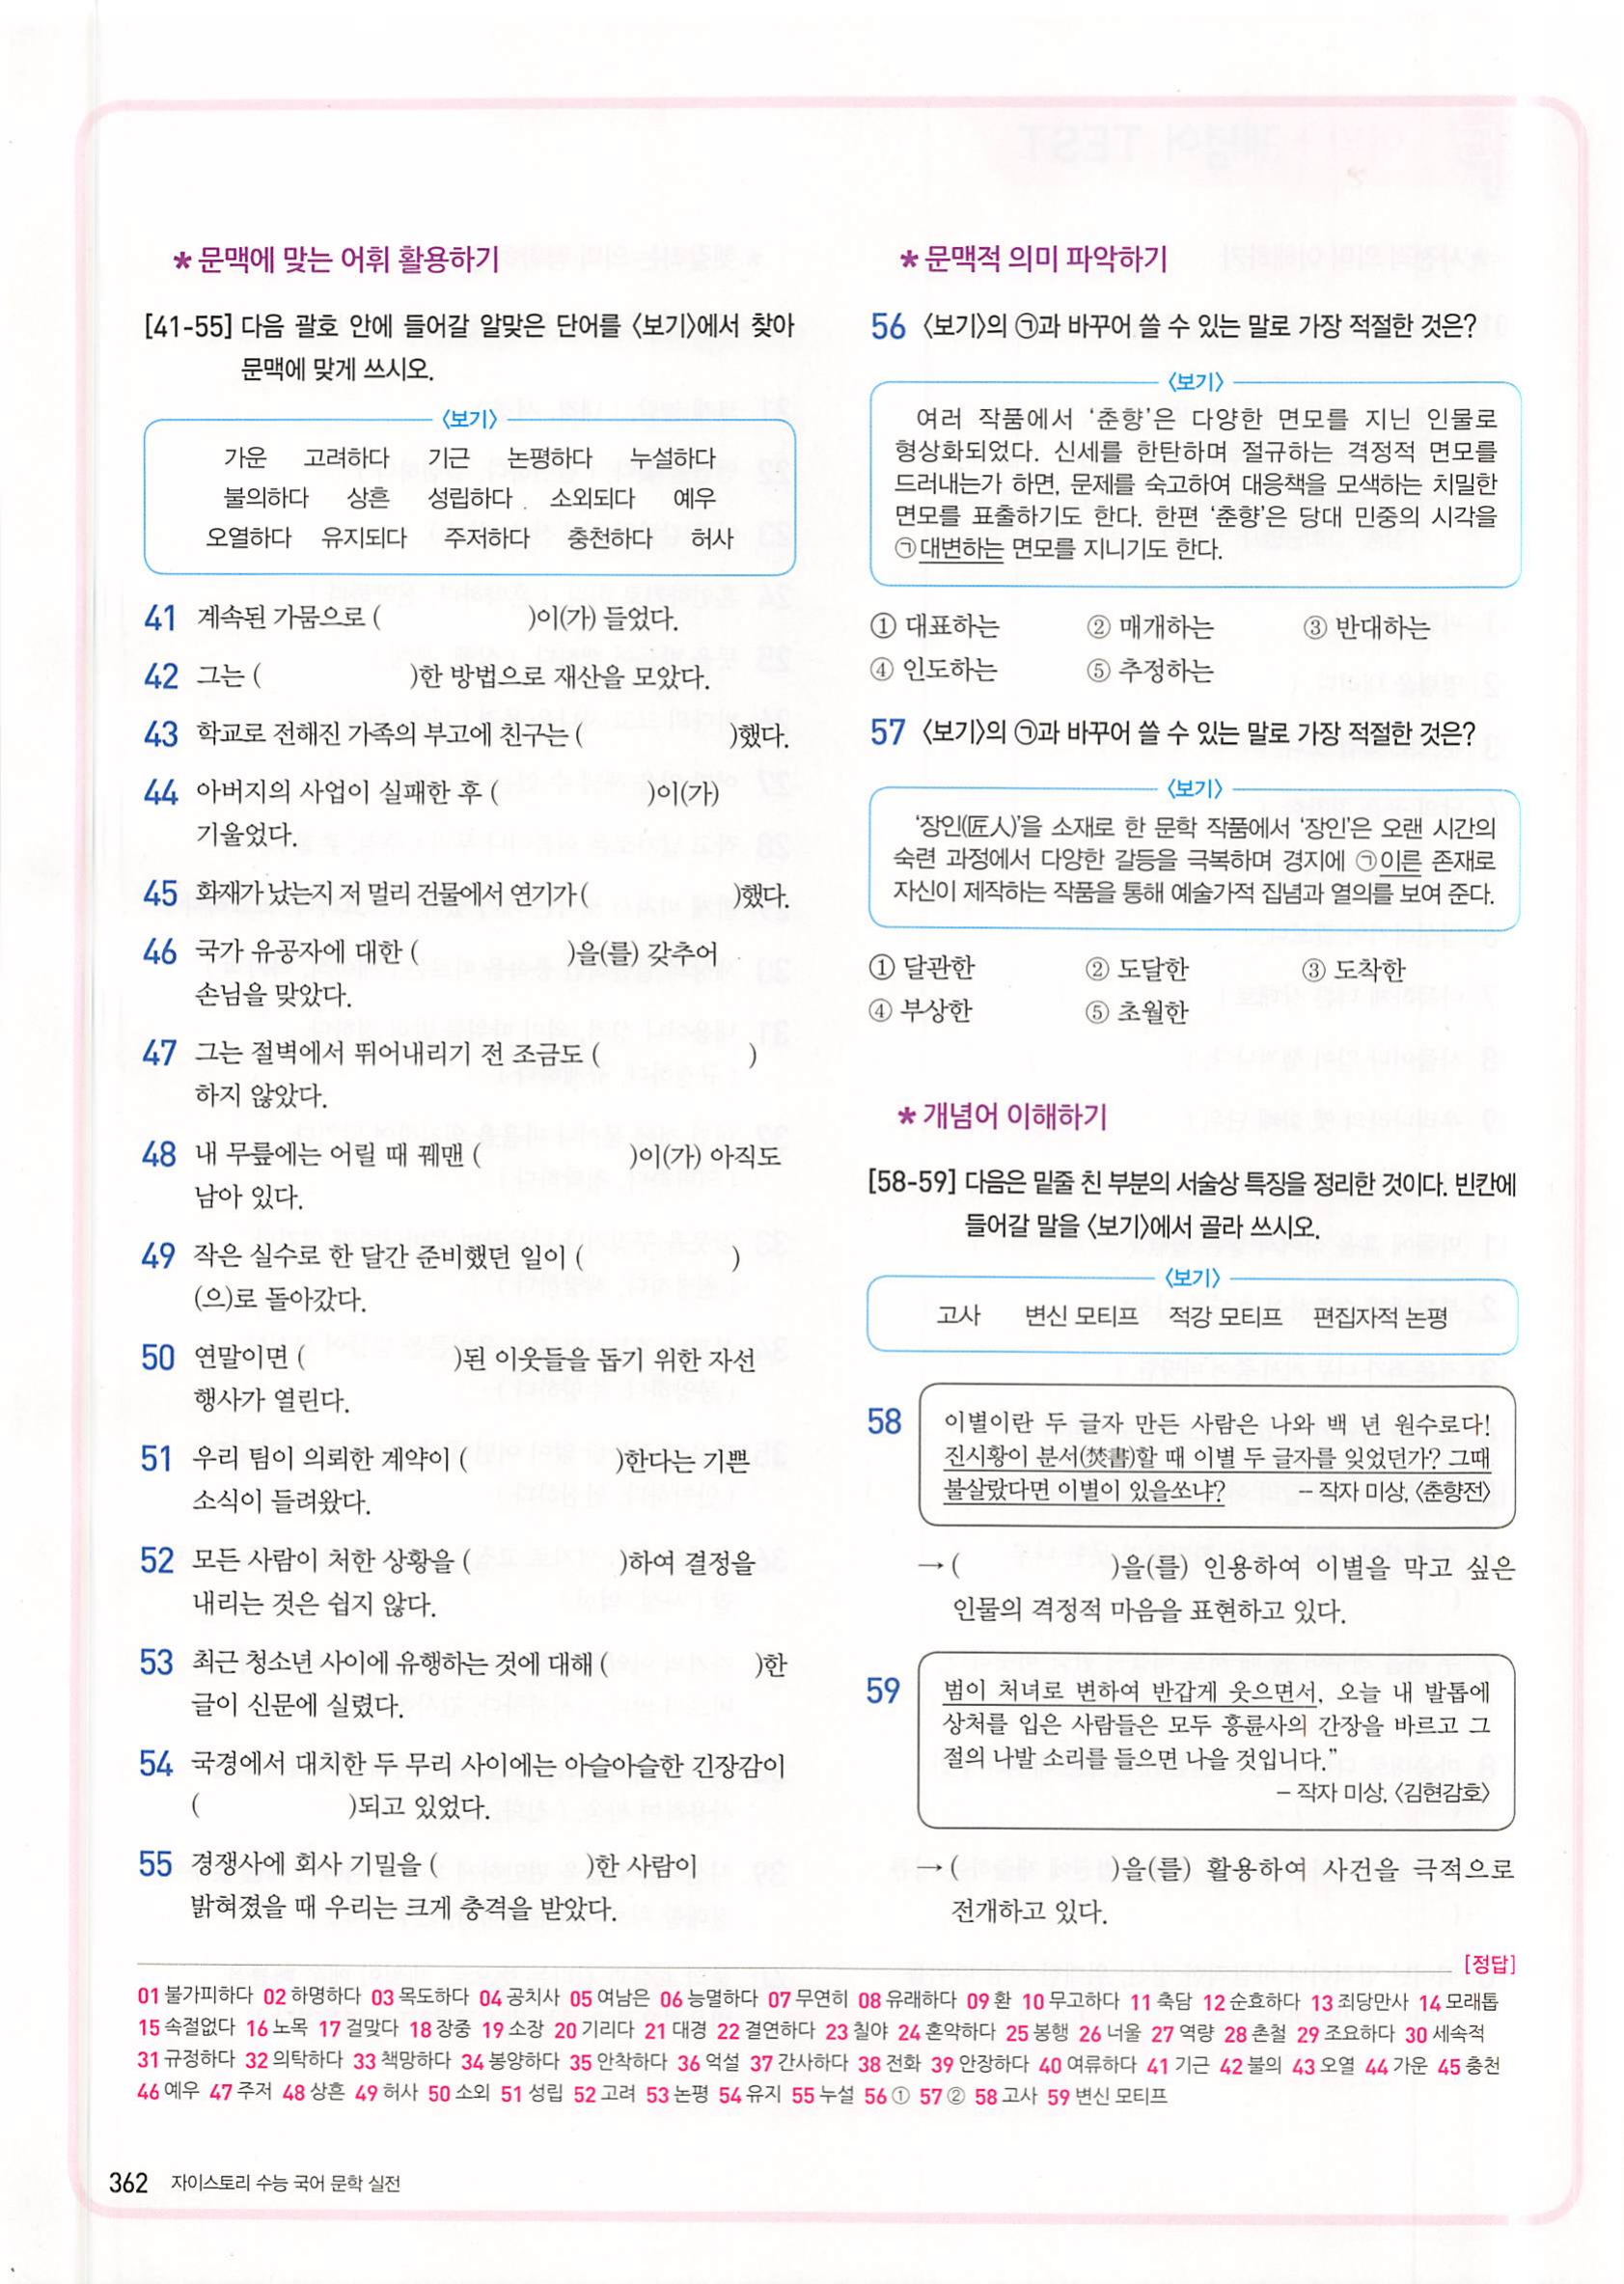 * 문맥에 맞는 어휘 활용하기
[41-55] 다음 괄호 안에 들어갈 알맞은 단어를 〈보기〉에서 찾아
문맥에 맞게 쓰시오.
〈보기〉
가운 고려하다 기근 논평하다 누설하다
불의하다 상흔 성립하다 소외되다 예우
오열하다 유지되다 주저하다 충천하다 허사
41 계속된 가뭄으로 ( )이(가) 들었다.
42 그는 ( )한 방법으로 재산을 모았다.
43 학교로 전해진 가족의 부고에 친구는 ( )했다.
44 아버지의 사업이 실패한 후 ( )이(가)
기울었다.
45 화재가 났는지 저 멀리 건물에서 연기가 ( )했다.
46 국가 유공자에 대한 ( )을(를) 갖추어
손님을 맞았다.
47 그는 절벽에서 뛰어내리기 전 조금도 ( )
하지 않았다.
48 내 무릎에는 어릴 때 꿰맨 ( )이(가) 아직도
남아 있다.
49 작은 실수로 한 달간 준비했던 일이 ( )
(으)로 돌아갔다.
50 연말이면 ( )된 이웃들을 돕기 위한 자선
행사가 열린다.
51 우리 팀이 의뢰한 계약이 ( )한다는 기쁜
소식이 들려왔다.
52 모든 사람이 처한 상황을 ( )하여 결정을
내리는 것은 쉽지 않다.
53 최근 청소년 사이에 유행하는 것에 대해 ( )한
글이 신문에 실렸다.
54 국경에서 대치한 두 무리 사이에는 아슬아슬한 긴장감이
( )되고 있었다.
55 경쟁사에 회사 기밀을 ( )한 사람이
밝혀졌을 때 우리는 크게 충격을 받았다.
* 문맥적 의미 파악하기
56 〈보기〉의 ㉠과 바꾸어 쓸 수 있는 말로 가장 적절한 것은?
〈보기〉
여러 작품에서 ‘춘향’은 다양한 면모를 지닌 인물로
형상화되었다. 신세를 한탄하며 절규하는 격정적 면모를
드러내는가 하면, 문제를 숙고하여 대응책을 모색하는 치밀한
면모를 표출하기도 한다. 한편 ‘춘향’은 당대 민중의 시각을
㉠대변하는 면모를 지니기도 한다.
① 대표하는 ② 매개하는 ③ 반대하는
④ 인도하는 ⑤ 추정하는
57 〈보기〉의 ㉠과 바꾸어 쓸 수 있는 말로 가장 적절한 것은?
〈보기〉
‘장인(匠人)’을 소재로 한 문학 작품에서 ‘장인’은 오랜 시간의
숙련 과정에서 다양한 갈등을 극복하며 경지에 ㉠이른 존재로
자신이 제작하는 작품을 통해 예술가적 집념과 열의를 보여 준다.
① 달관한 ② 도달한 ③ 도착한
④ 부상한 ⑤ 초월한
* 개념어 이해하기
[58-59] 다음은 밑줄 친 부분의 서술상 특징을 정리한 것이다. 빈칸에
들어갈 말을 〈보기〉에서 골라 쓰시오.
〈보기〉
고사 변신 모티프 적강 모티프 편집자적 논평
58 이별이란 두 글자 만든 사람은 나와 백 년 원수로다!
진시황이 분서(焚書)할 때 이별 두 글자를 잊었던가? 그때
불살랐다면 이별이 있을쏘냐? – 작자 미상, 〈춘향전〉
→ ( )을(를) 인용하여 이별을 막고 싶은
인물의 격정적 마음을 표현하고 있다.
59 범이 처녀로 변하여 반갑게 웃으면서, 오늘 내 발톱에
상처를 입은 사람들은 모두 흥륜사의 간장을 바르고 그
절의 나발 소리를 들으면 나을 것입니다.”
– 작자 미상, 〈김현감호〉
→ ( )을(를) 활용하여 사건을 극적으로
전개하고 있다.
[정답]
01 불가피하다 02 하명하다 03 목도하다 04 공치사 05 여남은 06 능멸하다 07 무연히 08 유래하다 09 환 10 무고하다 11 축담 12 순효하다 13 죄당만사 14 모래톱
15 속절없다 16 노목 17 걸맞다 18 장중 19 소장 20 기리다 21 대경 22 결연하다 23 칠야 24 혼약하다 25 봉행 26 너울 27 역량 28 촌철 29 조요하다 30 세속적
31 규정하다 32 의탁하다 33 책망하다 34 봉양하다 35 안착하다 36 억설 37 간사하다 38 전화 39 안장하다 40 여류하다 41 기근 42 불의 43 오열 44 가운 45 충천
46 예우 47 주저 48 상흔 49 허사 50 소외 51 성립 52 고려 53 논평 54 유지 55 누설 56 ① 57 ② 58 고사 59 변신 모티프
362 자이스토리 수능 국어 문학 실전